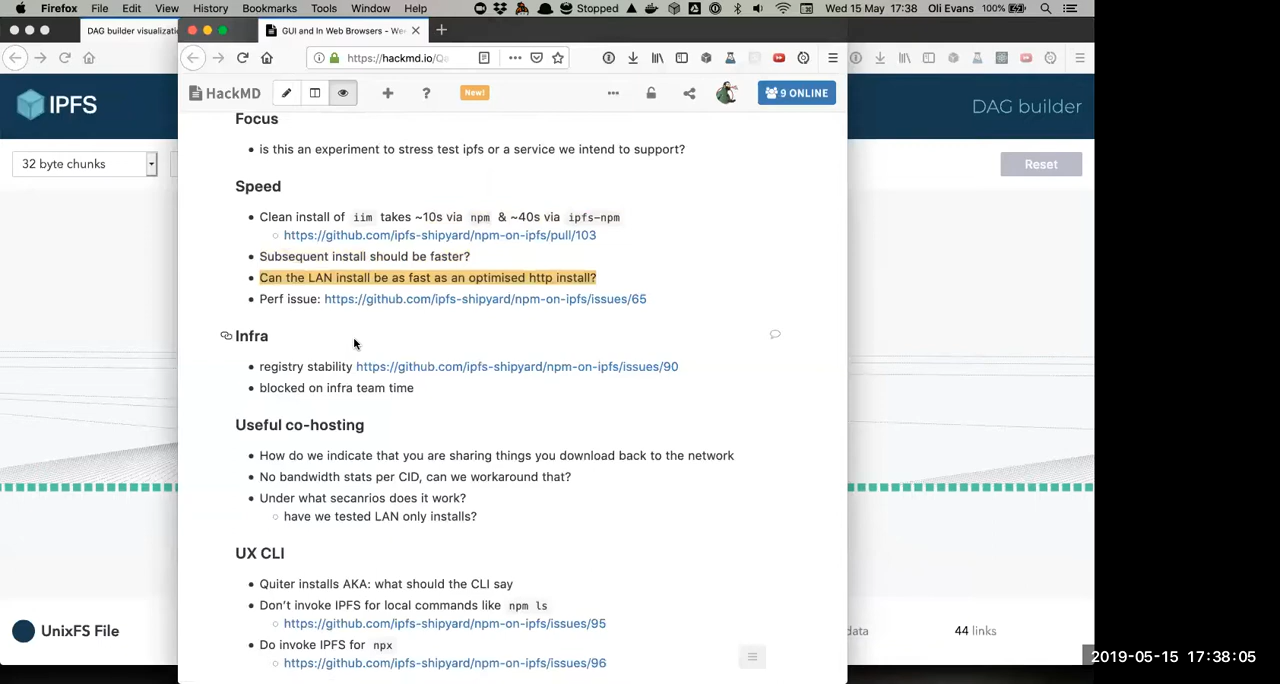 Firefox File Edit View History Bookmarks Tools Window Help Stopped Wed 15 May 17:38 Oli Evans 100%
DAG builder visualizati
GUI and In Web Browsers - We
https://hackmd.io/Qa
HackMD
New!
9 ONLINE
IPFS
DAG builder
32 byte chunks
Reset
Focus
is this an experiment to stress test ipfs or a service we intend to support?
Speed
Clean install of iim takes ~10s via npm & ~40s via ipfs-npm
https://github.com/ipfs-shipyard/npm-on-ipfs/pull/103
Subsequent install should be faster?
Can the LAN install be as fast as an optimised http install?
Perf issue: https://github.com/ipfs-shipyard/npm-on-ipfs/issues/65
Infra
registry stability https://github.com/ipfs-shipyard/npm-on-ipfs/issues/90
blocked on infra team time
Useful co-hosting
How do we indicate that you are sharing things you download back to the network
No bandwidth stats per CID, can we workaround that?
Under what secanrios does it work?
have we tested LAN only installs?
UX CLI
Quiter installs AKA: what should the CLI say
Don't invoke IPFS for local commands like npm ls
https://github.com/ipfs-shipyard/npm-on-ipfs/issues/95
Do invoke IPFS for npx
https://github.com/ipfs-shipyard/npm-on-ipfs/issues/96
UnixFS File
data
44 links
2019-05-15 17:38:05